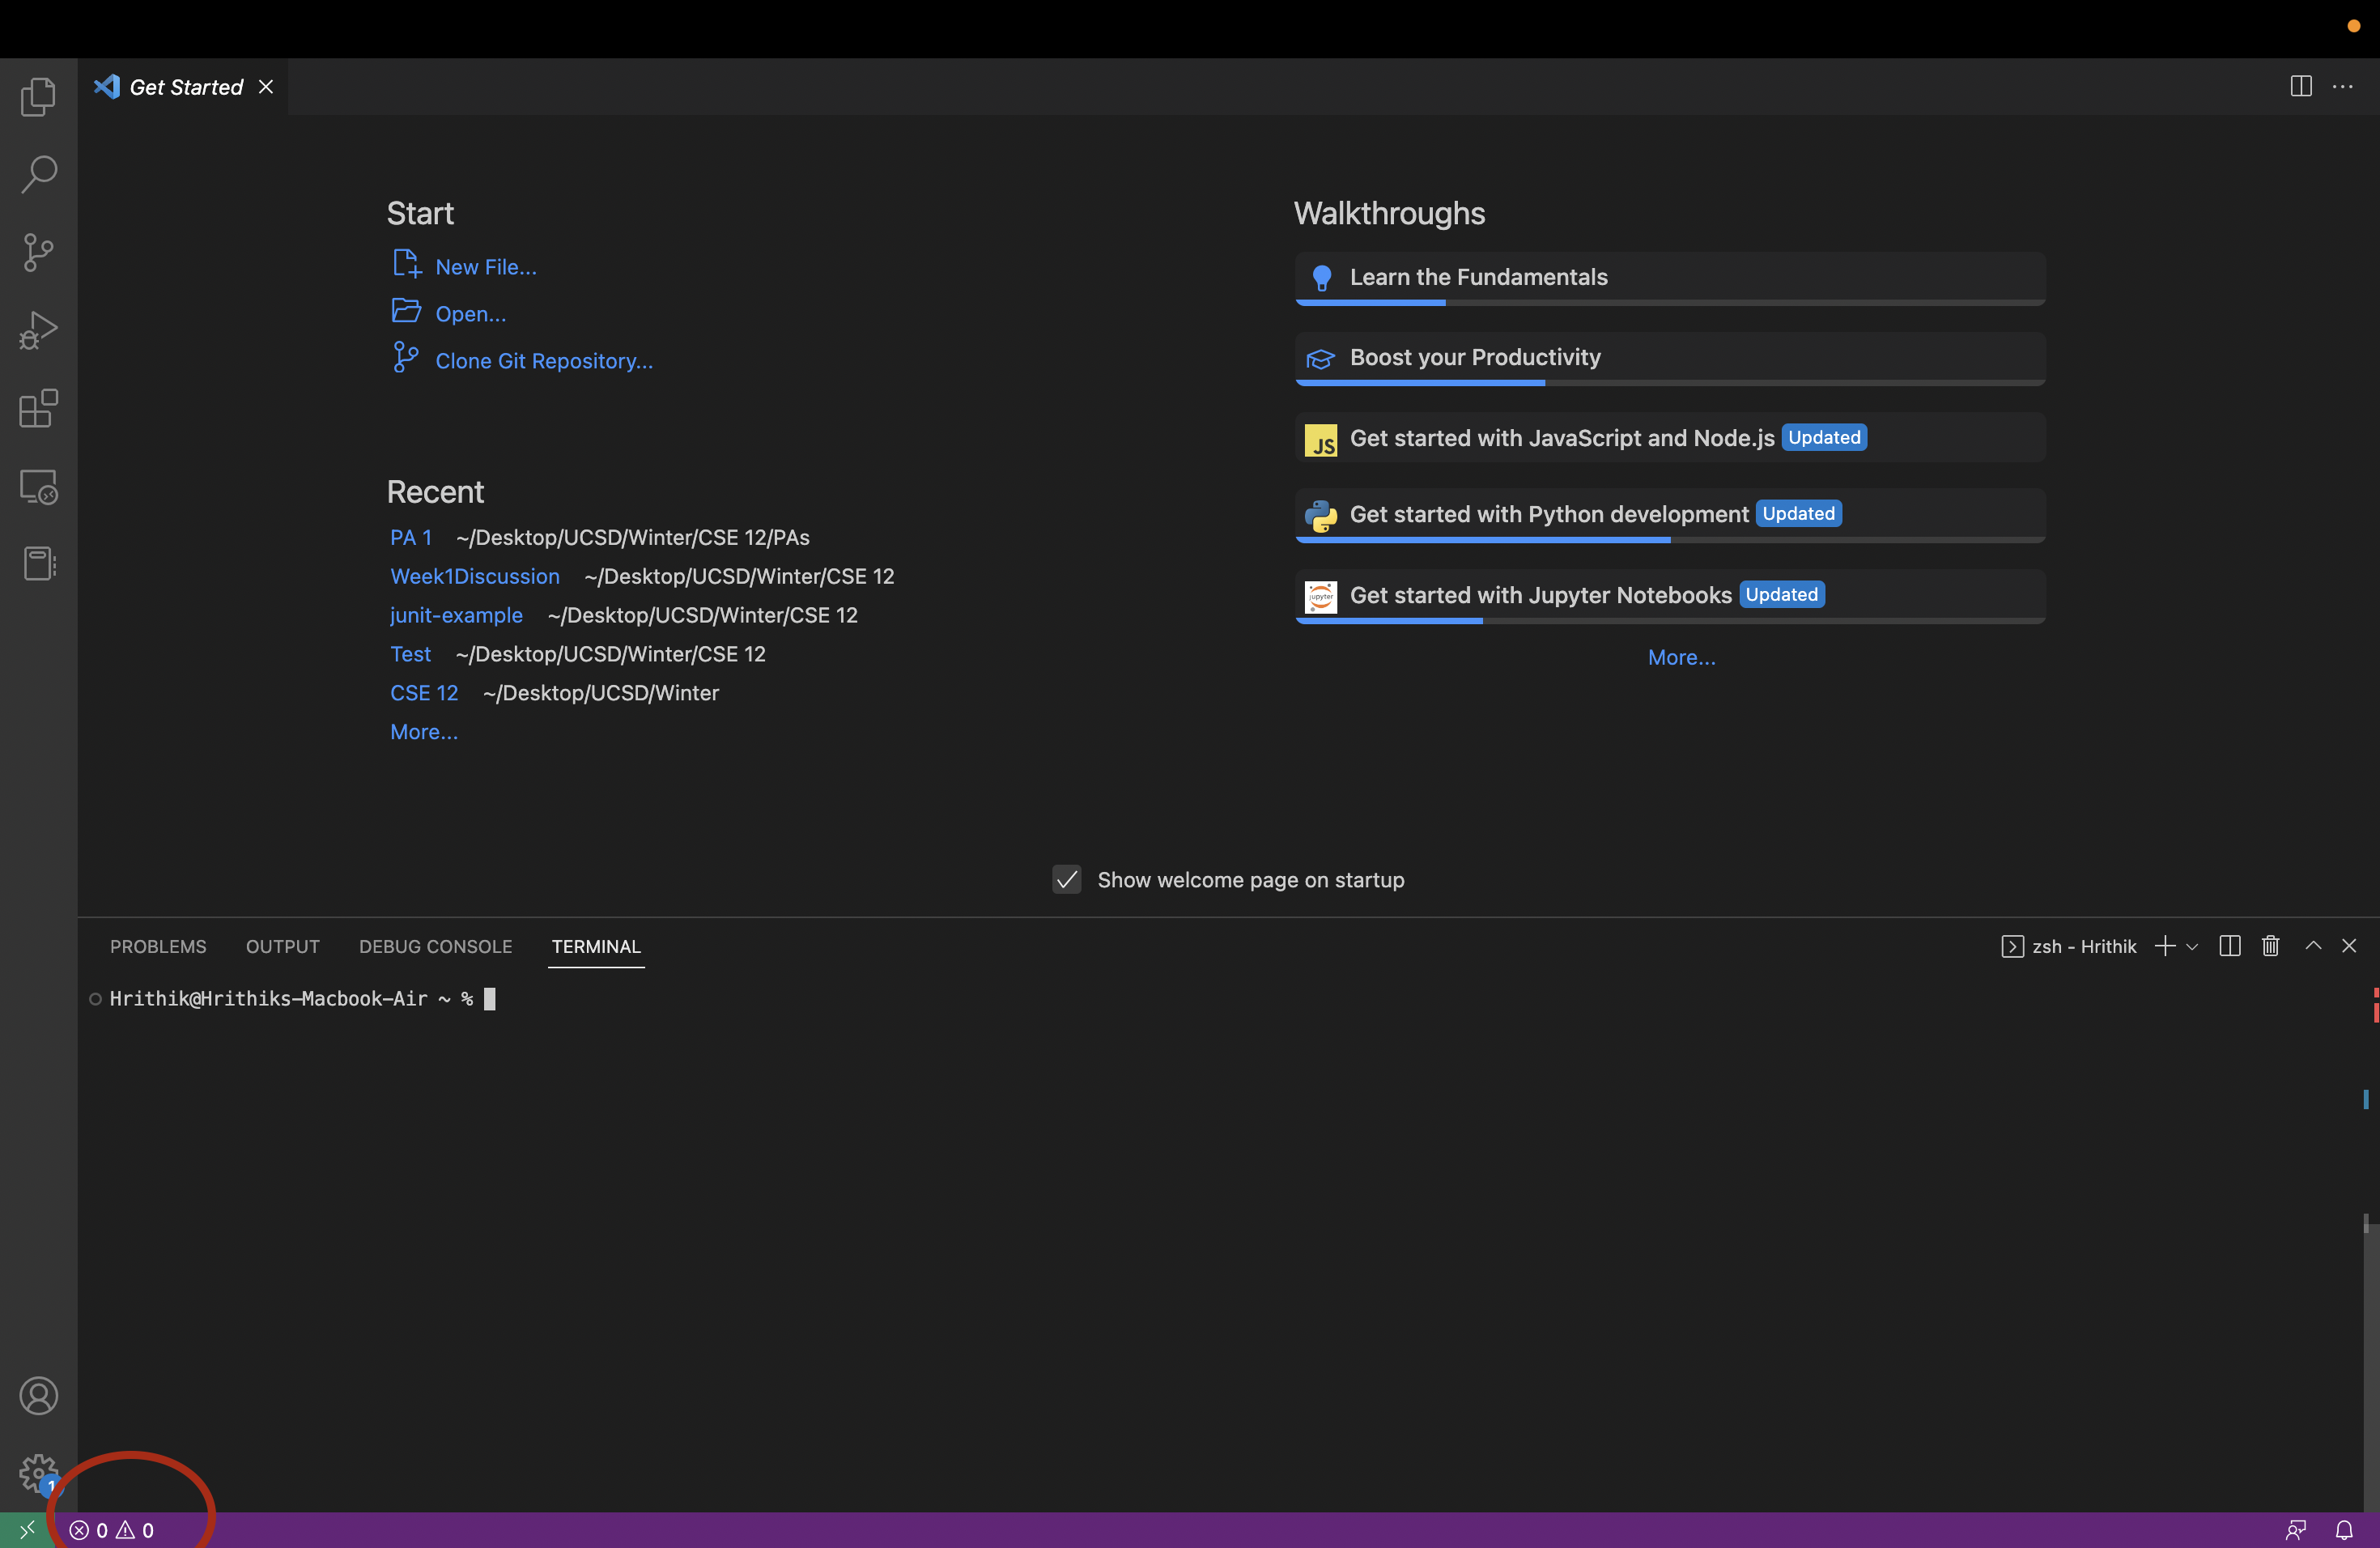 Get Started
Start
New File...
Open...
Clone Git Repository...
Recent
PA 1 ~/Desktop/UCSD/Winter/CSE 12/PAs
Week1Discussion ~/Desktop/UCSD/Winter/CSE 12
junit-example ~/Desktop/UCSD/Winter/CSE 12
Test ~/Desktop/UCSD/Winter/CSE 12
CSE 12 ~/Desktop/UCSD/Winter
More...
Walkthroughs
Learn the Fundamentals
Boost your Productivity
JS Get started with JavaScript and Node.js Updated
Get started with Python development Updated
jupyter Get started with Jupyter Notebooks Updated
More...
Show welcome page on startup
PROBLEMS OUTPUT DEBUG CONSOLE TERMINAL zsh - Hrithik
Hrithik@Hrithiks-Macbook-Air ~ %
1
0 0